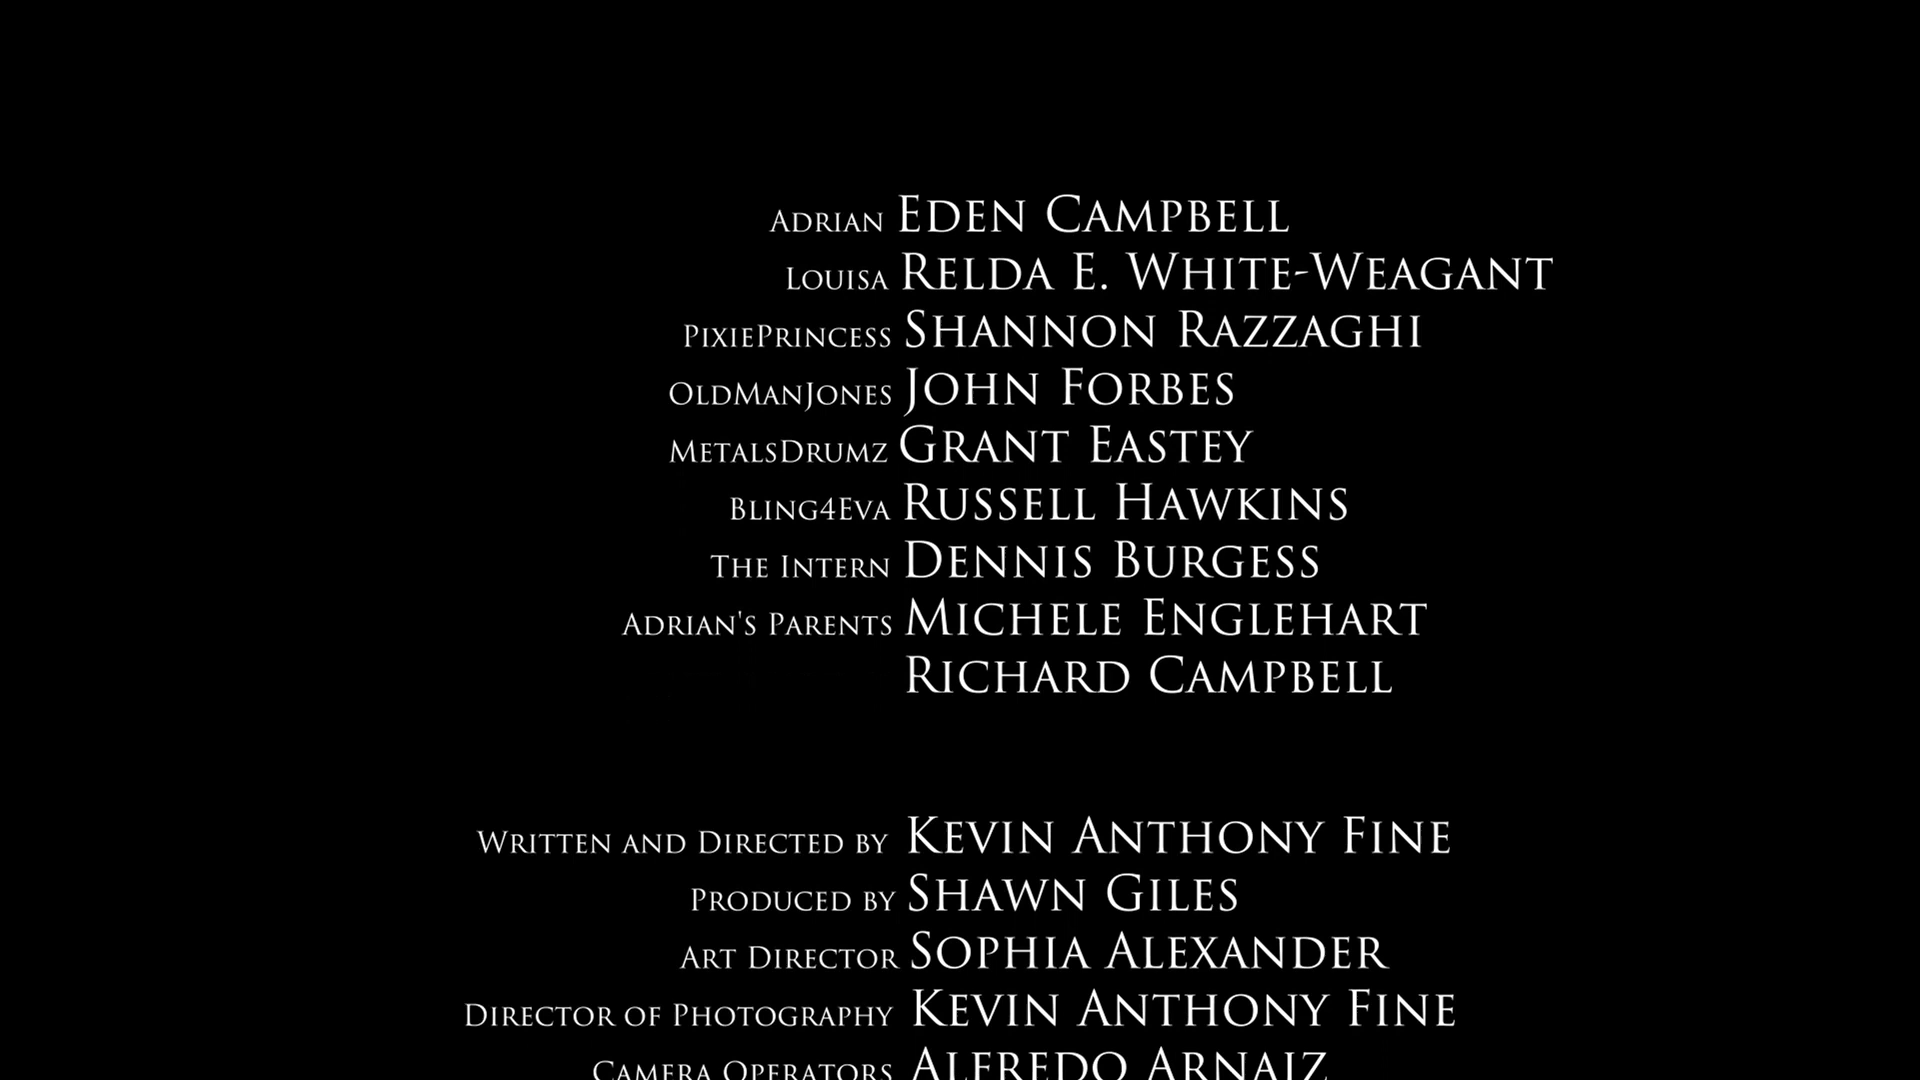 Adrian Eden Campbell
Louisa Relda E. White-Weagant
PixiePrincess Shannon Razzaghi
OldManJones John Forbes
MetalsDrumz Grant Eastey
Bling4Eva Russell Hawkins
The Intern Dennis Burgess
Adrian's Parents Michele Englehart
Richard Campbell
Written and Directed by Kevin Anthony Fine
Produced by Shawn Giles
Art Director Sophia Alexander
Director of Photography Kevin Anthony Fine
Camera Operators Alfredo Arnaiz